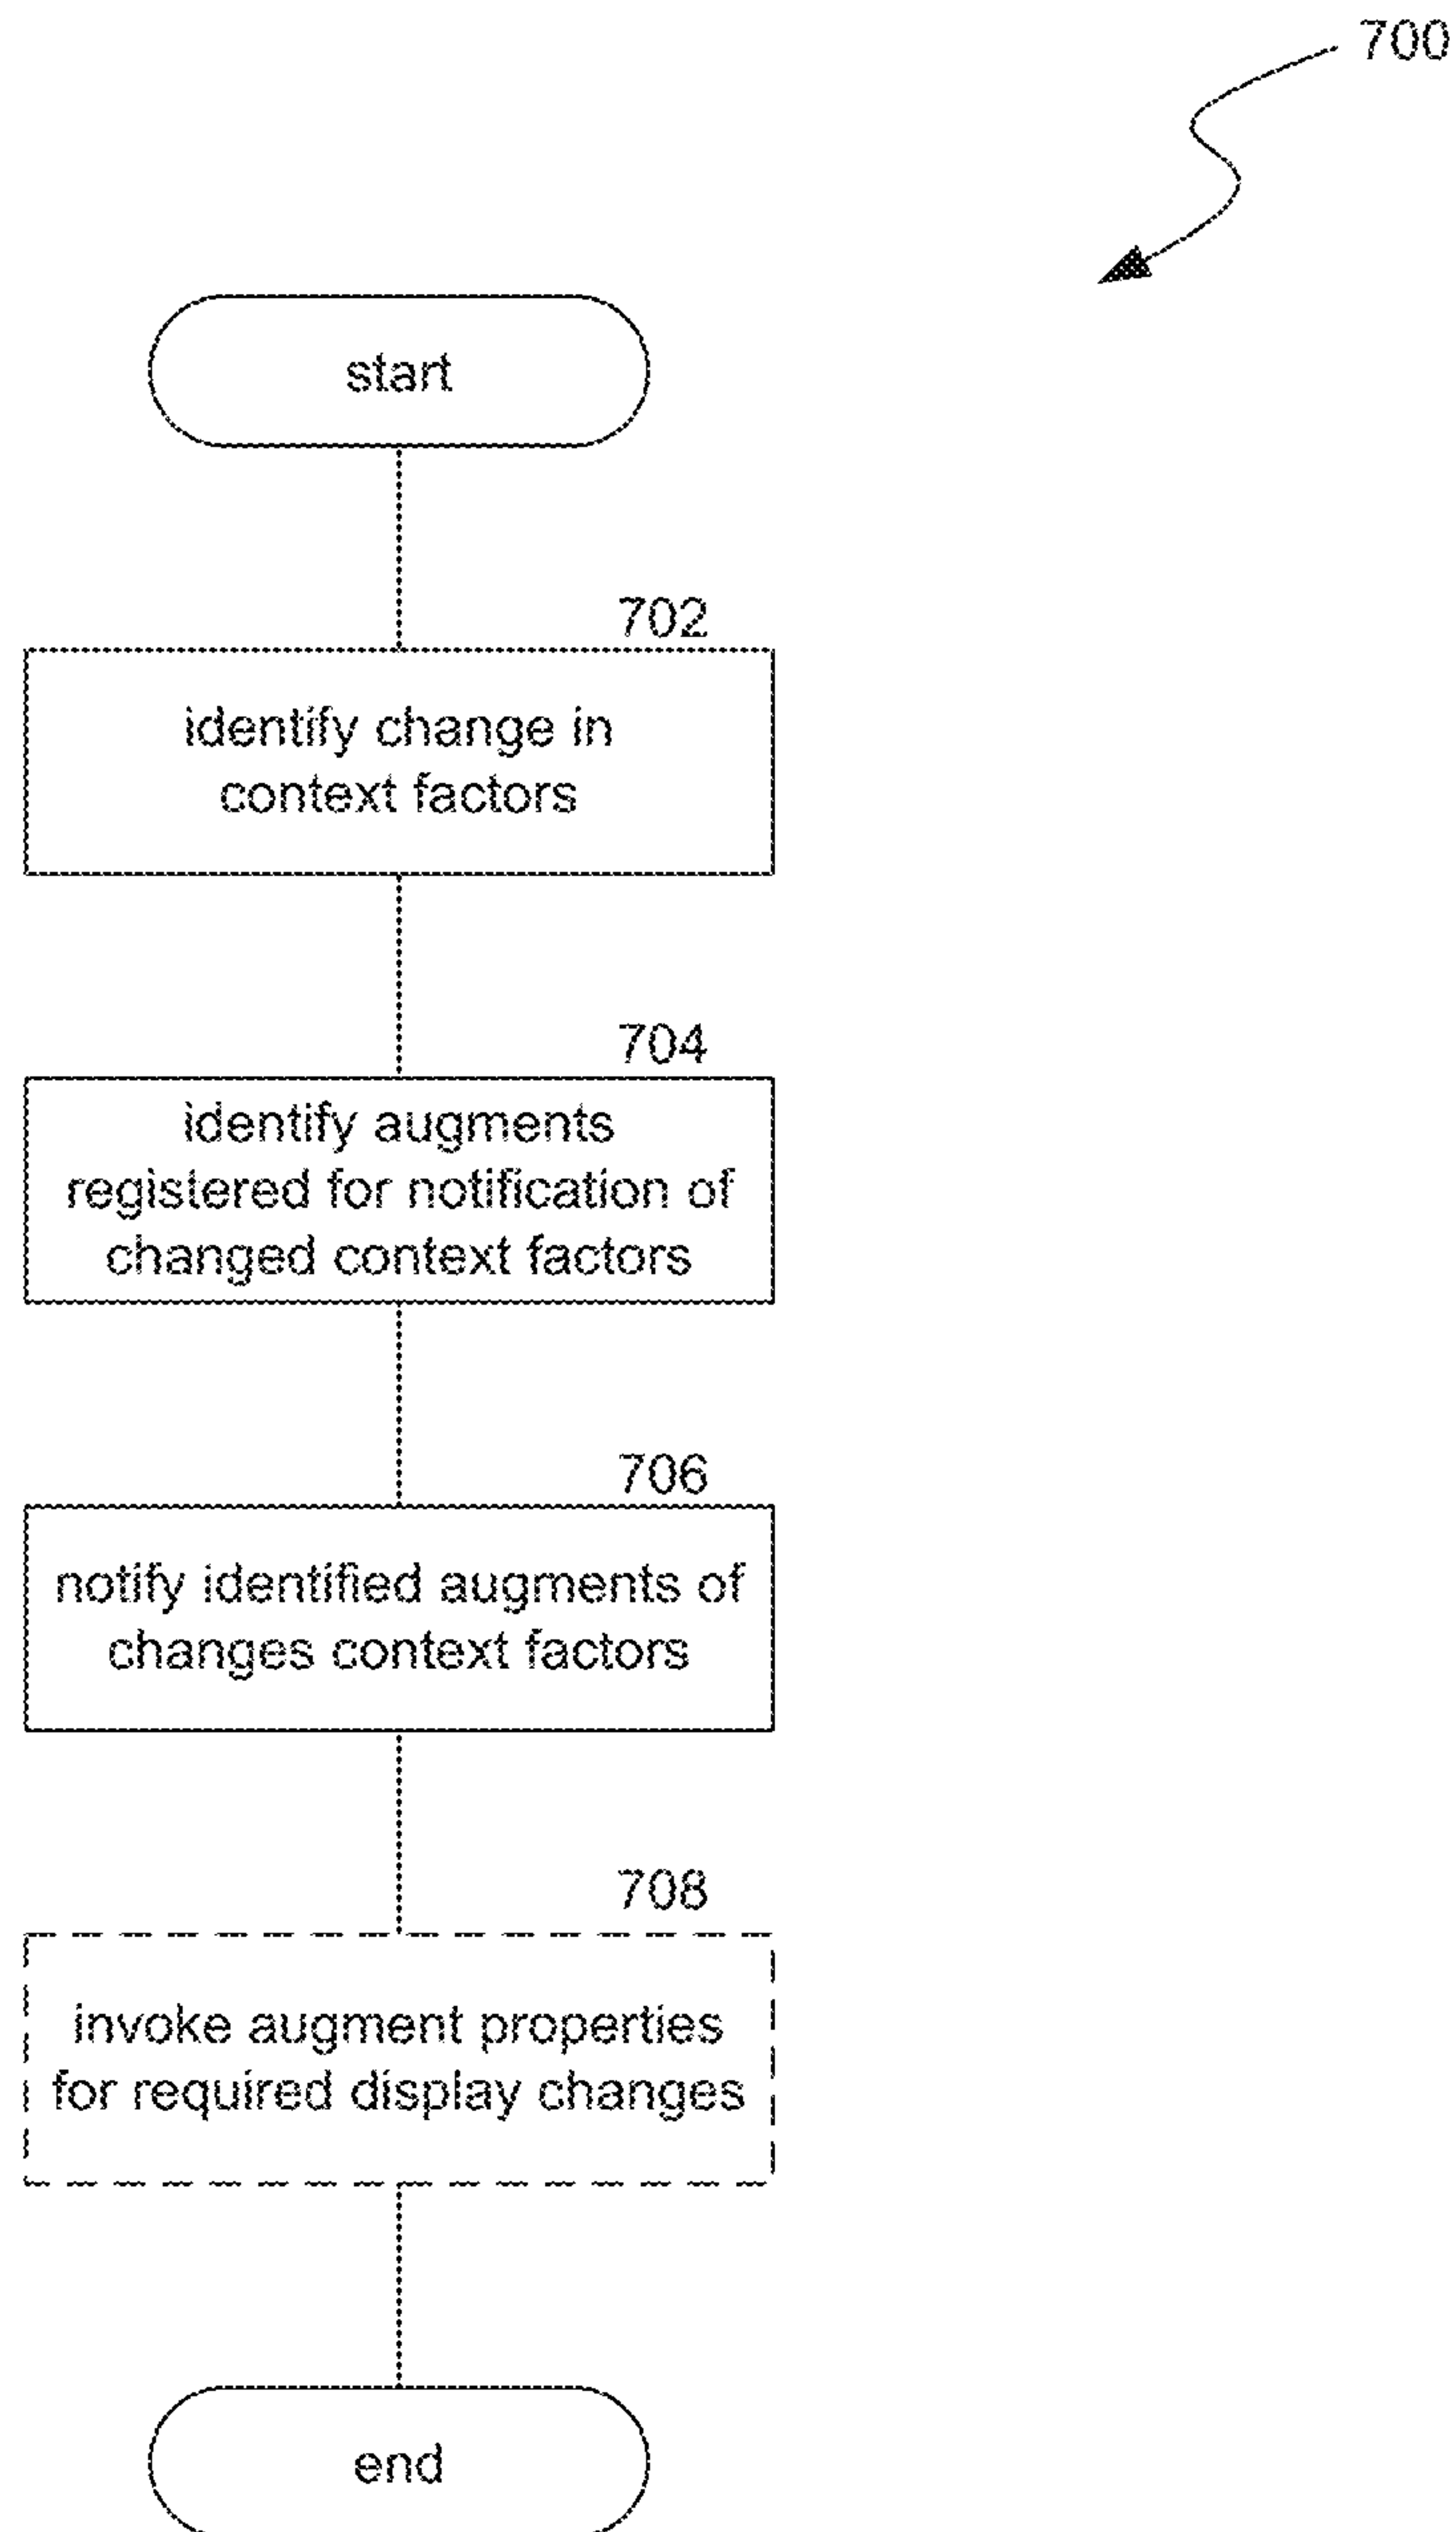 700
start
702
identify change in
context factors
704
identify augments
registered for notification of
changed context factors
706
notify identified augments of
changes context factors
708
invoke augment properties
for required display changes
end